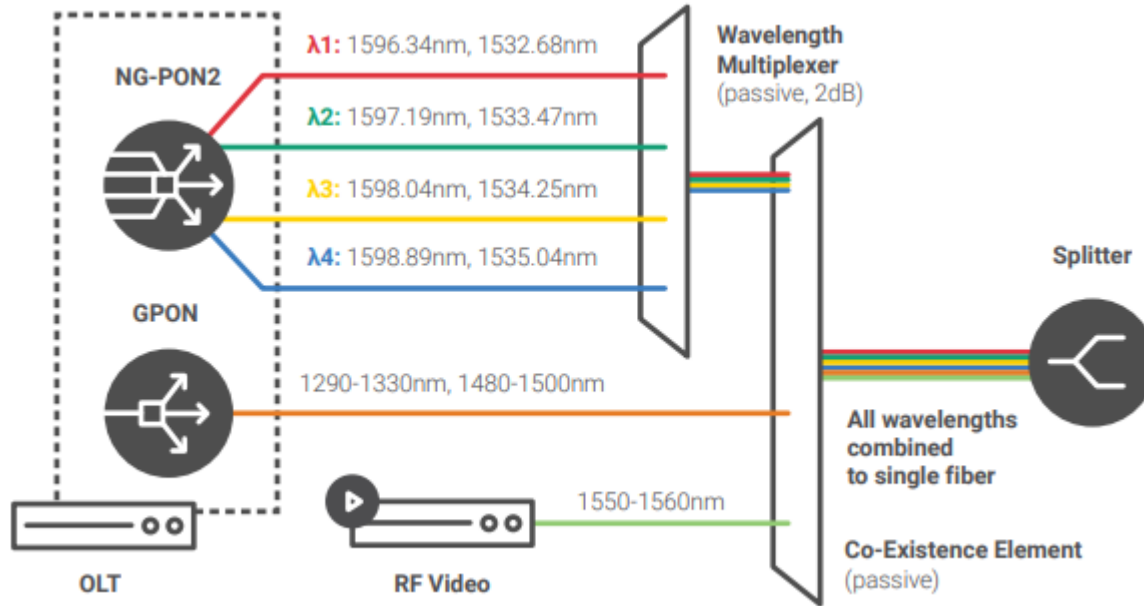 NG-PON2
λ1: 1596.34nm, 1532.68nm
λ2: 1597.19nm, 1533.47nm
λ3: 1598.04nm, 1534.25nm
λ4: 1598.89nm, 1535.04nm
Wavelength
Multiplexer
(passive, 2dB)
Splitter
GPON
1290-1330nm, 1480-1500nm
All wavelengths
combined
to single fiber
1550-1560nm
Co-Existence Element
(passive)
OLT
RF Video